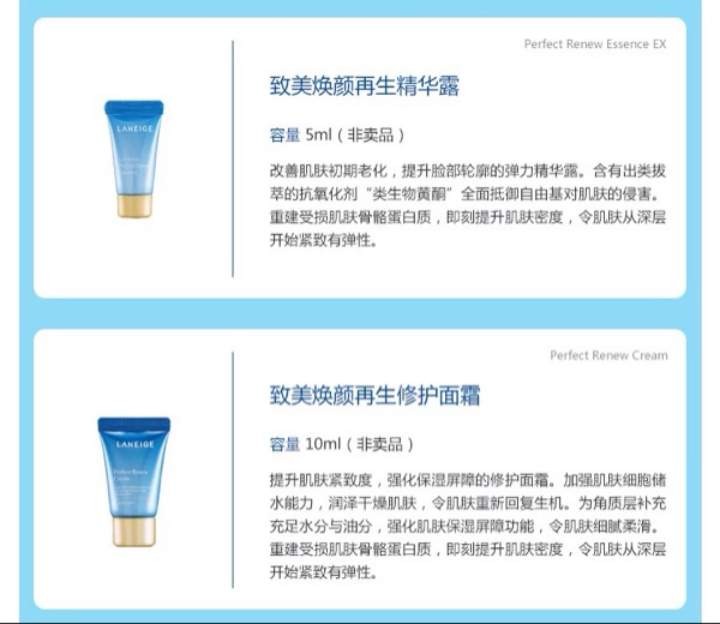 Perfect Renew Essence EX
致美焕颜再生精华露
容量 5ml（非卖品）
改善肌肤初期老化，提升脸部轮廓的弹力精华露。含有出类拔
萃的抗氧化剂“类生物黄酮”全面抵御自由基对肌肤的侵害。
重建受损肌肤骨骼蛋白质，即刻提升肌肤密度，令肌肤从深层
开始紧致有弹性。
LANEIGE
Perfect Renew Cream
致美焕颜再生修护面霜
容量 10ml（非卖品）
提升肌肤紧致度，强化保湿屏障的修护面霜。加强肌肤细胞储
水能力，润泽干燥肌肤，令肌肤重新回复生机。为角质层补充
充足水分与油分，强化肌肤保湿屏障功能，令肌肤细腻柔滑。
重建受损肌肤骨骼蛋白质，即刻提升肌肤密度，令肌肤从深层
开始紧致有弹性。
LANEIGE
Perfect Renew
Cream